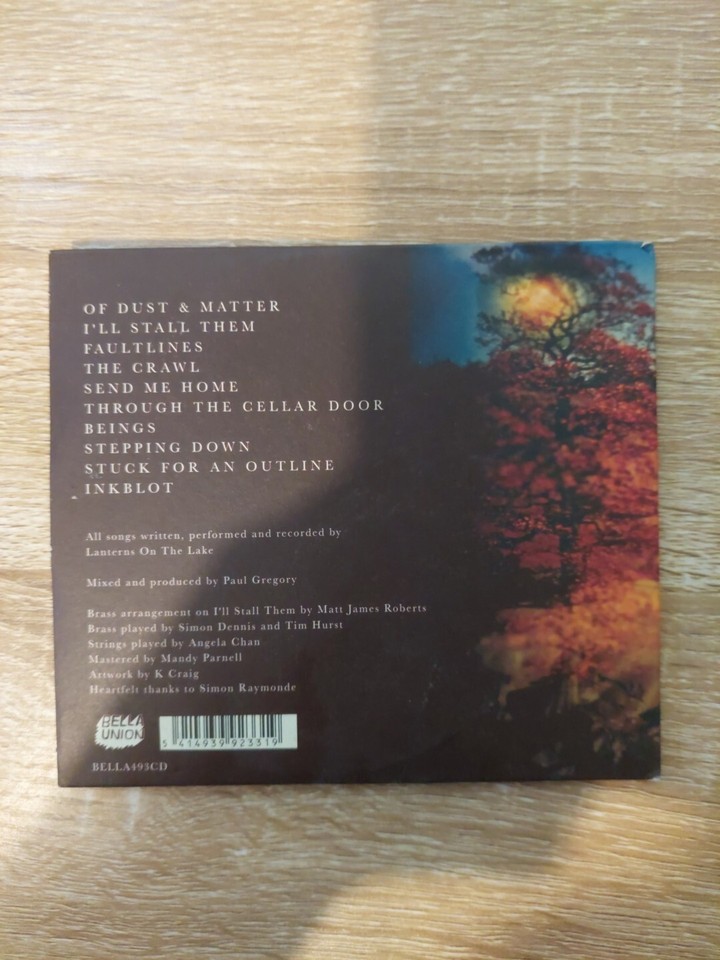 OF DUST & MATTER
I'LL STALL THEM
FAULTLINES
THE CRAWL
SEND ME HOME
THROUGH THE CELLAR DOOR
BEINGS
STEPPING DOWN
STUCK FOR AN OUTLINE
INKBLOT
All songs written, performed and recorded by
Lanterns On The Lake
Mixed and produced by Paul Gregory
Brass arrangement on I'll Stall Them by Matt James Roberts
Brass played by Simon Dennis and Tim Hurst
Strings played by Angela Chan
Mastered by Mandy Parnell
Artwork by K Craig
Heartfelt thanks to Simon Raymonde
BELLA
UNION
5 414939 923319
BELLA493CD